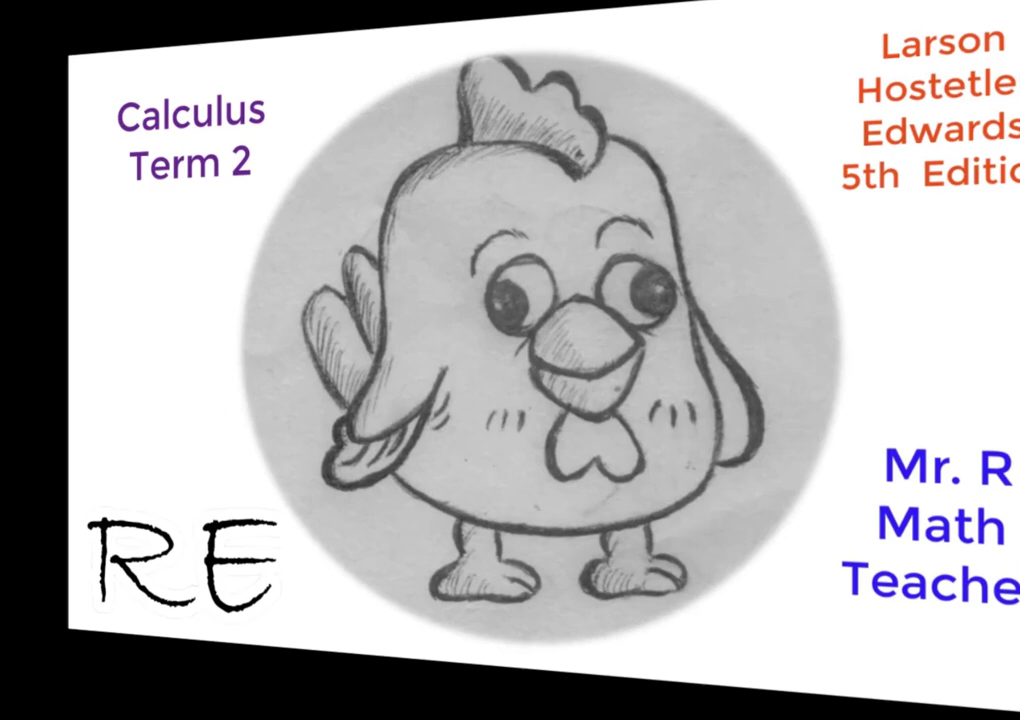 Calculus
Term 2
Larson
Hostetle
Edwards
5th Editio
RE
Mr. R
Math
Teache